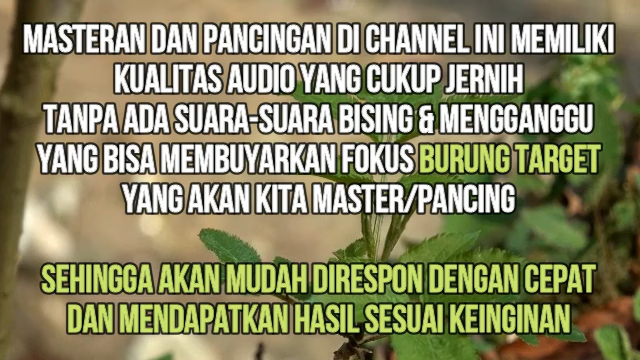 MASTERAN DAN PANCINGAN DI CHANNEL INI MEMILIKI
KUALITAS AUDIO YANG CUKUP JERNIH
TANPA ADA SUARA-SUARA BISING & MENGGANGGU
YANG BISA MEMBUYARKAN FOKUS BURUNG TARGET
YANG AKAN KITA MASTER/PANCING
SEHINGGA AKAN MUDAH DIRESPON DENGAN CEPAT
DAN MENDAPATKAN HASIL SESUAI KEINGINAN